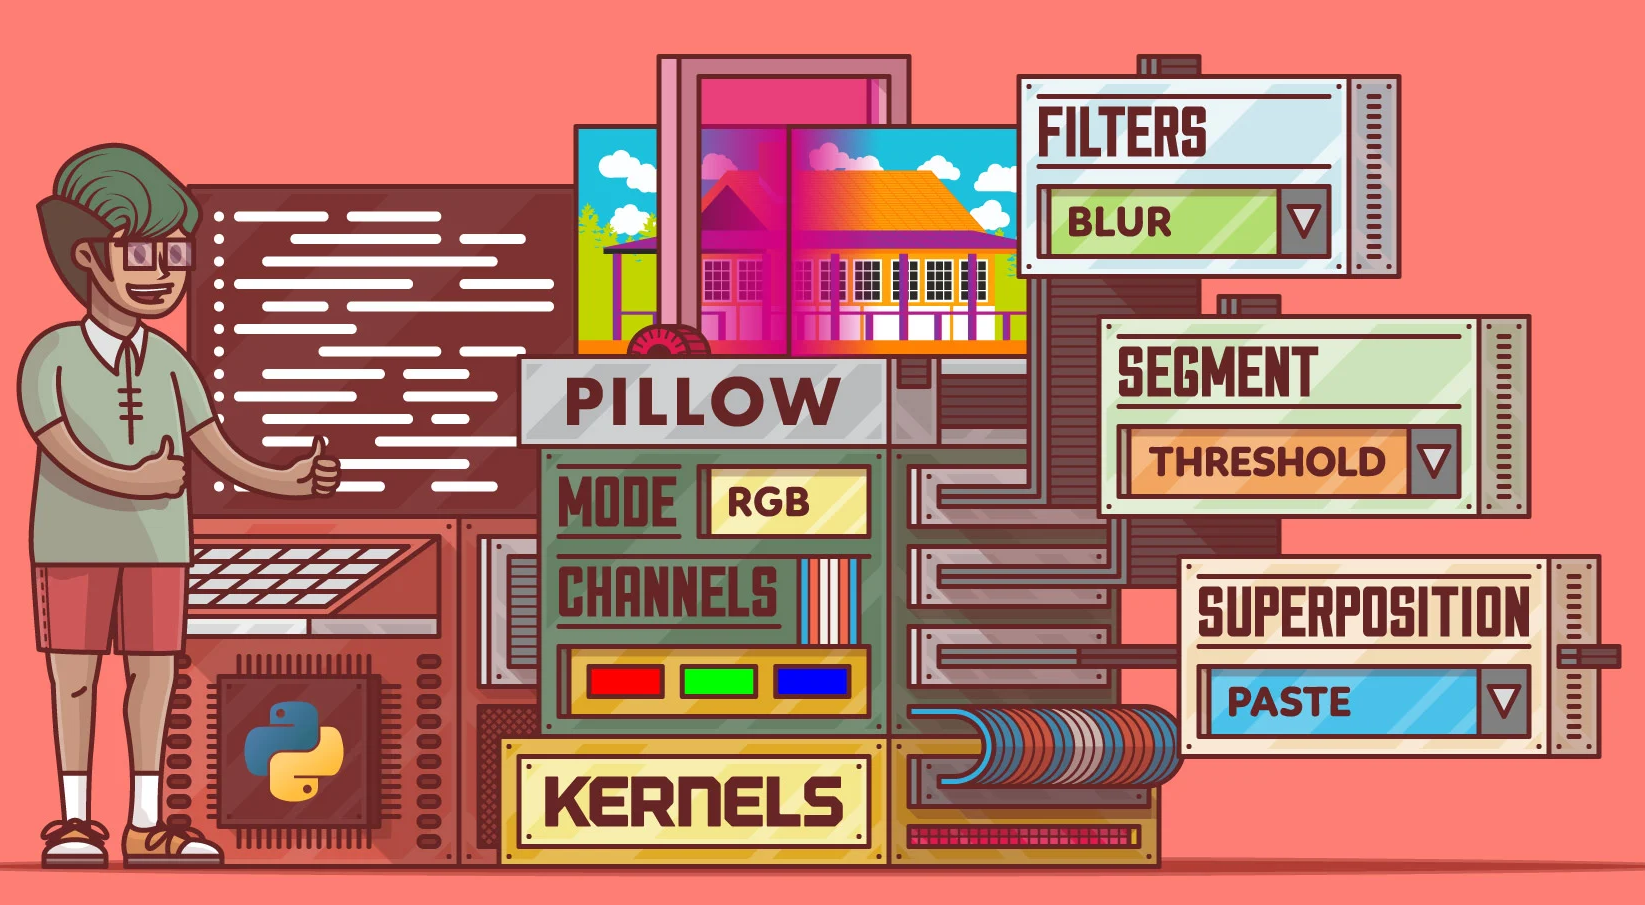 FILTERS
BLUR
SEGMENT
THRESHOLD
PILLOW
MODE
RGB
CHANNELS
SUPERPOSITION
PASTE
KERNELS